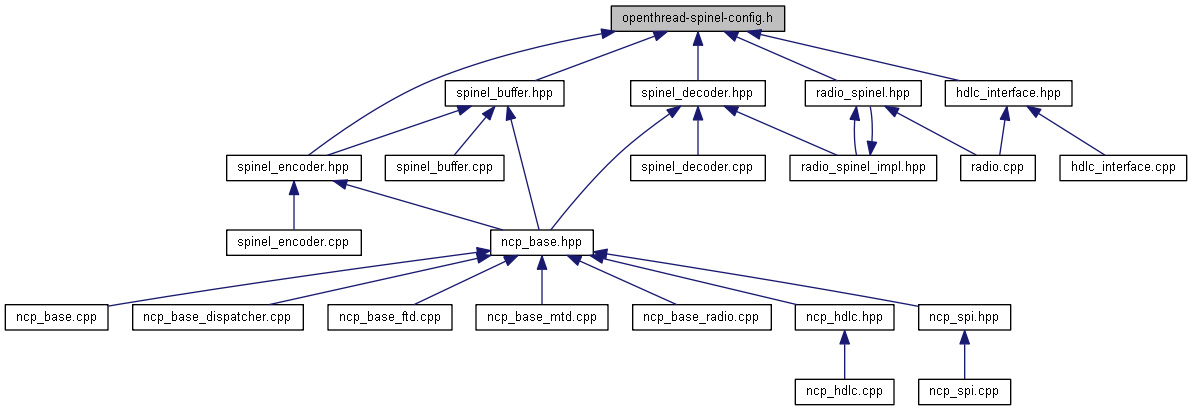 openthread-spinel-config.h
spinel_buffer.hpp
spinel_decoder.hpp
radio_spinel.hpp
hdlc_interface.hpp
spinel_encoder.hpp
spinel_buffer.cpp
spinel_decoder.cpp
radio_spinel_impl.hpp
radio.cpp
hdlc_interface.cpp
spinel_encoder.cpp
ncp_base.hpp
ncp_base.cpp
ncp_base_dispatcher.cpp
ncp_base_ftd.cpp
ncp_base_mtd.cpp
ncp_base_radio.cpp
ncp_hdlc.hpp
ncp_spi.hpp
ncp_hdlc.cpp
ncp_spi.cpp